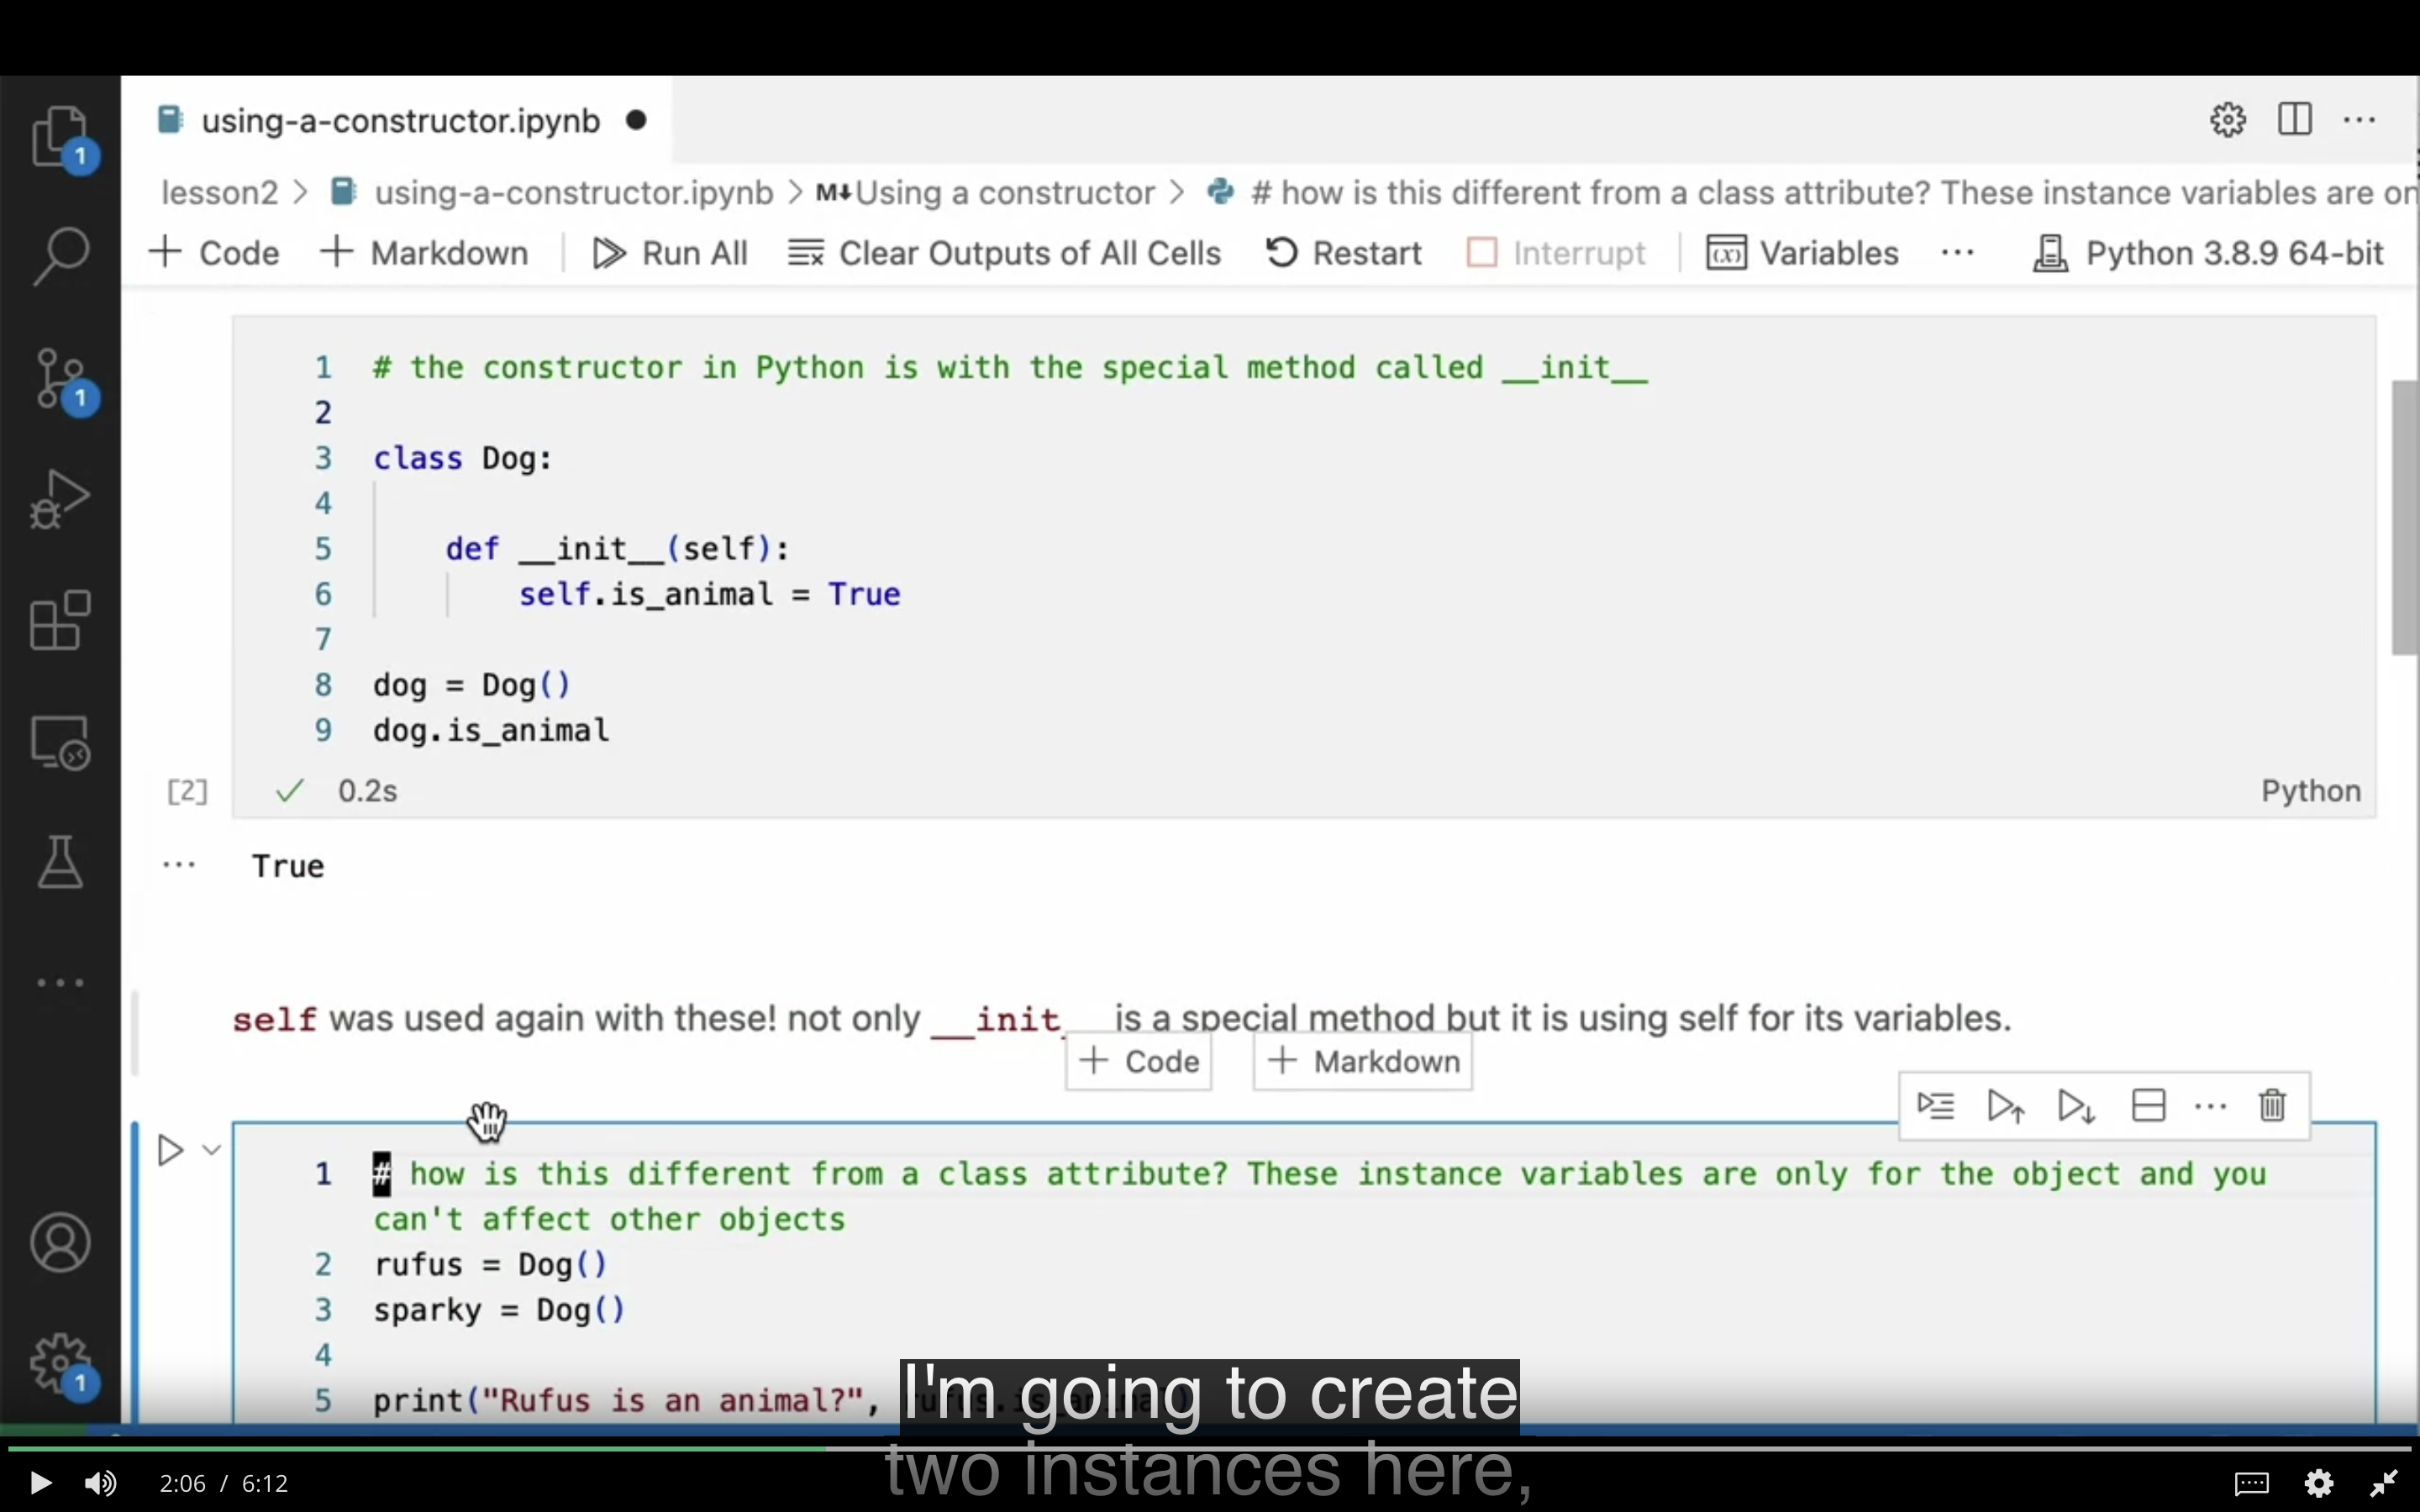 using-a-constructor.ipynb
lesson2 > using-a-constructor.ipynb > M↓ Using a constructor > # how is this different from a class attribute? These instance variables are on
+ Code + Markdown Run All Clear Outputs of All Cells Restart Interrupt Variables ... Python 3.8.9 64-bit
1
1
1
1 # the constructor in Python is with the special method called __init__
2
3 class Dog:
4
5 def __init__(self):
6 self.is_animal = True
7
8 dog = Dog()
9 dog.is_animal
[2] ✓ 0.2s Python
... True
self was used again with these! not only __init__ is a special method but it is using self for its variables.
+ Code + Markdown
1 # how is this different from a class attribute? These instance variables are only for the object and you
can't affect other objects
2 rufus = Dog()
3 sparky = Dog()
4
5 print("Rufus is an animal?", rufus.is_animal)
I'm going to create
two instances here,
2:06 / 6:12